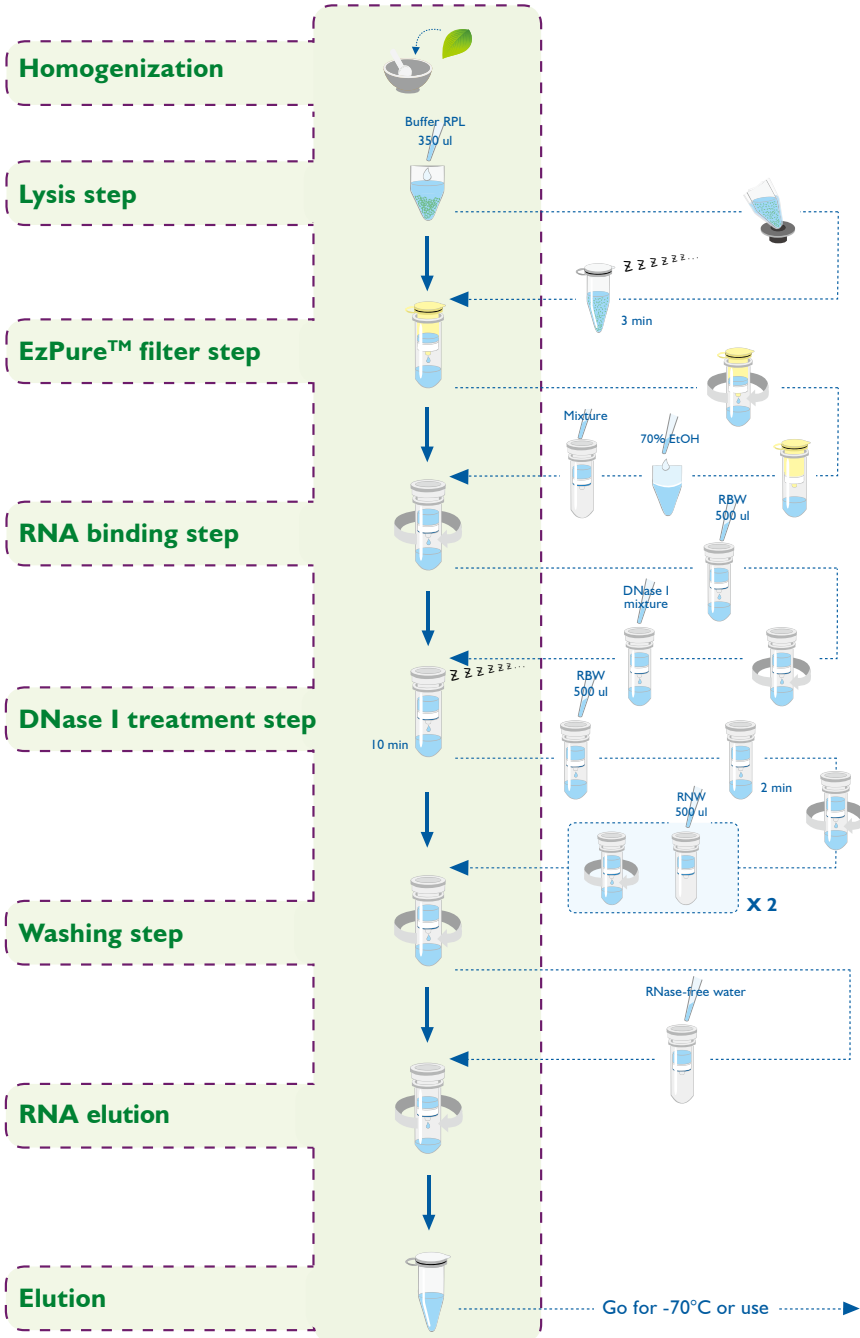 Homogenization
Buffer RPL
350 ul
Lysis step
Z Z Z Z Z Z...
3 min
EzPure™ filter step
Mixture
70% EtOH
RBW
500 ul
RNA binding step
DNase I
mixture
Z Z Z Z Z Z...
RBW
500 ul
DNase I treatment step
10 min
2 min
RNW
500 ul
X 2
Washing step
RNase-free water
RNA elution
Elution
Go for -70°C or use